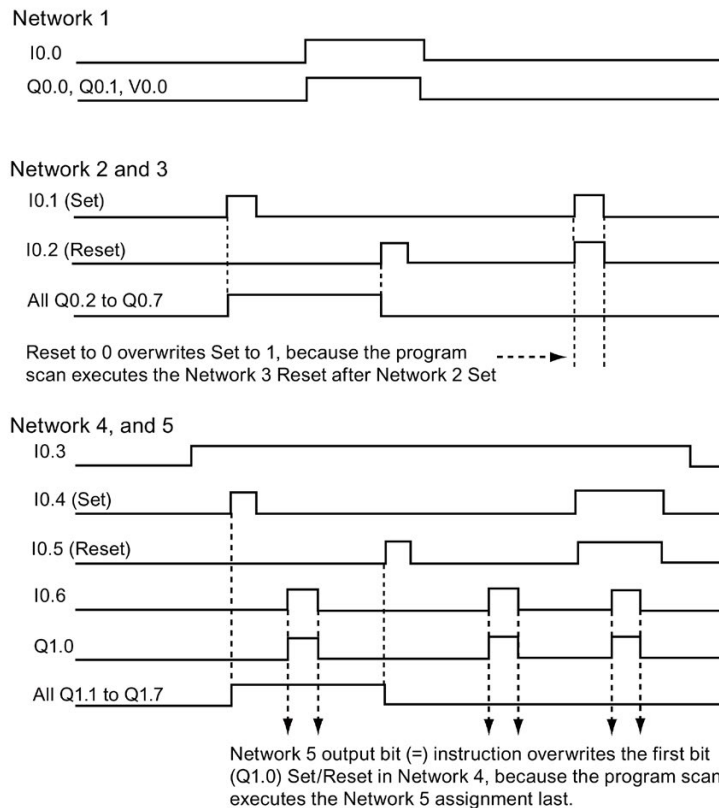 Network 1
I0.0
Q0.0, Q0.1, V0.0
Network 2 and 3
I0.1 (Set)
I0.2 (Reset)
All Q0.2 to Q0.7
Reset to 0 overwrites Set to 1, because the program
scan executes the Network 3 Reset after Network 2 Set
Network 4, and 5
I0.3
I0.4 (Set)
I0.5 (Reset)
I0.6
Q1.0
All Q1.1 to Q1.7
Network 5 output bit (=) instruction overwrites the first bit
(Q1.0) Set/Reset in Network 4, because the program scan
executes the Network 5 assignment last.